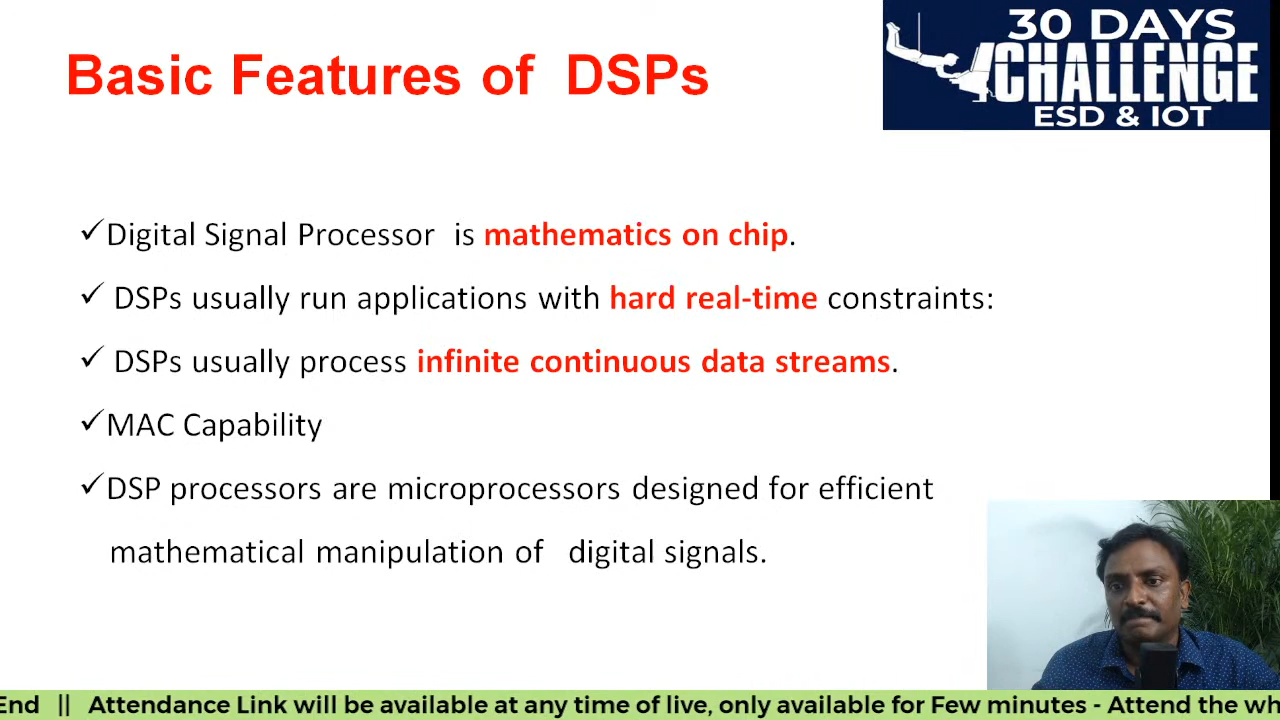 Basic Features of DSPs
30 DAYS
CHALLENGE
ESD & IOT
✓Digital Signal Processor is mathematics on chip.
✓ DSPs usually run applications with hard real-time constraints:
✓ DSPs usually process infinite continuous data streams.
✓MAC Capability
✓DSP processors are microprocessors designed for efficient
mathematical manipulation of digital signals.
End || Attendance Link will be available at any time of live, only available for Few minutes - Attend the wh